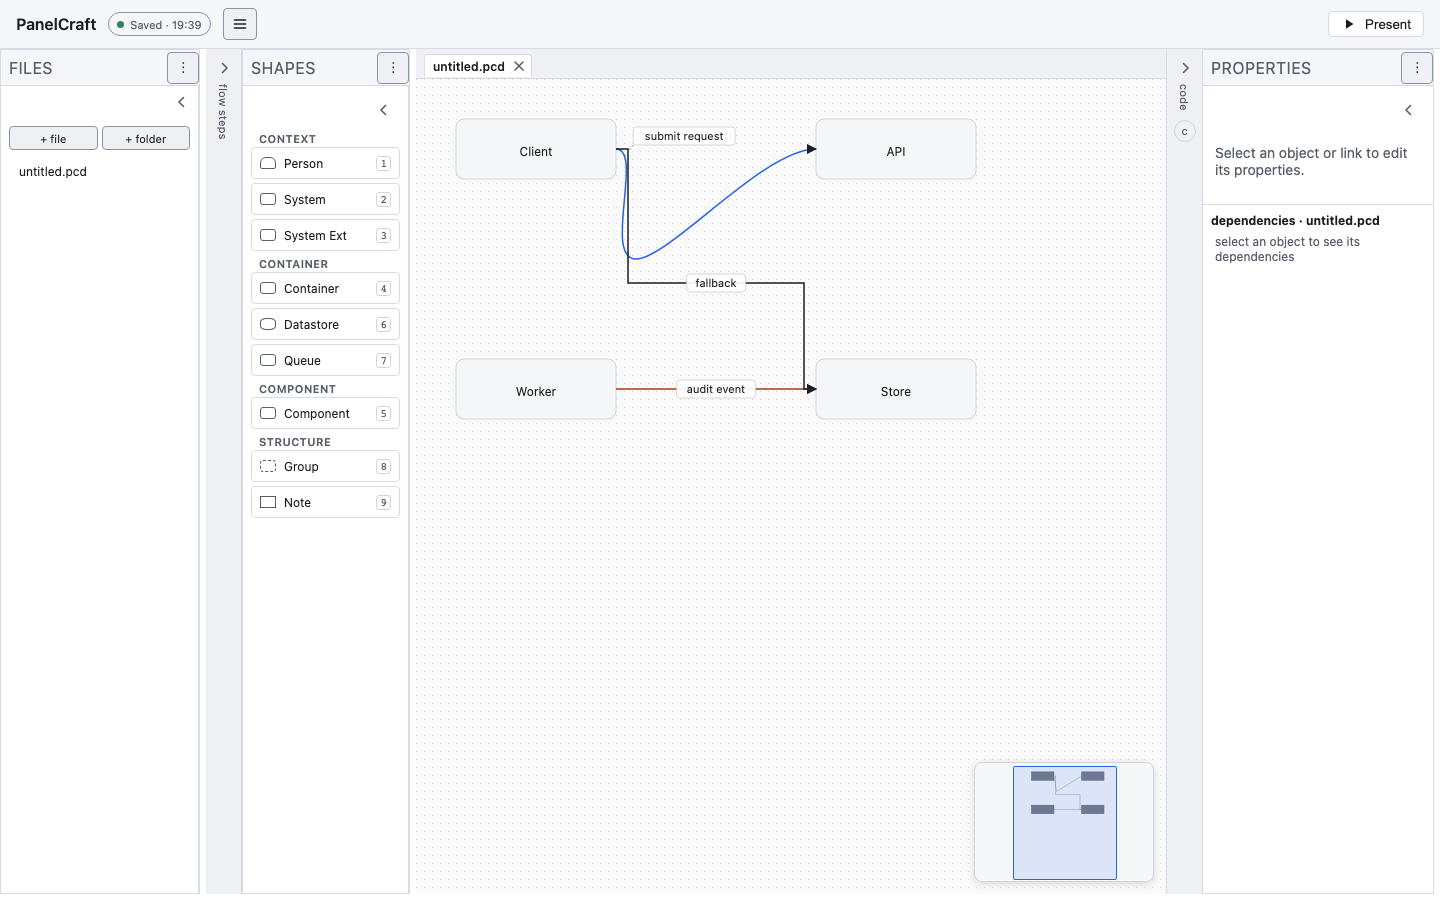 PanelCraft
Saved · 19:39
Present
FILES
+ file
+ folder
untitled.pcd
flow steps
SHAPES
CONTEXT
Person 1
System 2
System Ext 3
CONTAINER
Container 4
Datastore 6
Queue 7
COMPONENT
Component 5
STRUCTURE
Group 8
Note 9
untitled.pcd
Client
submit request
API
fallback
Worker
audit event
Store
code
c
PROPERTIES
Select an object or link to edit
its properties.
dependencies · untitled.pcd
select an object to see its
dependencies